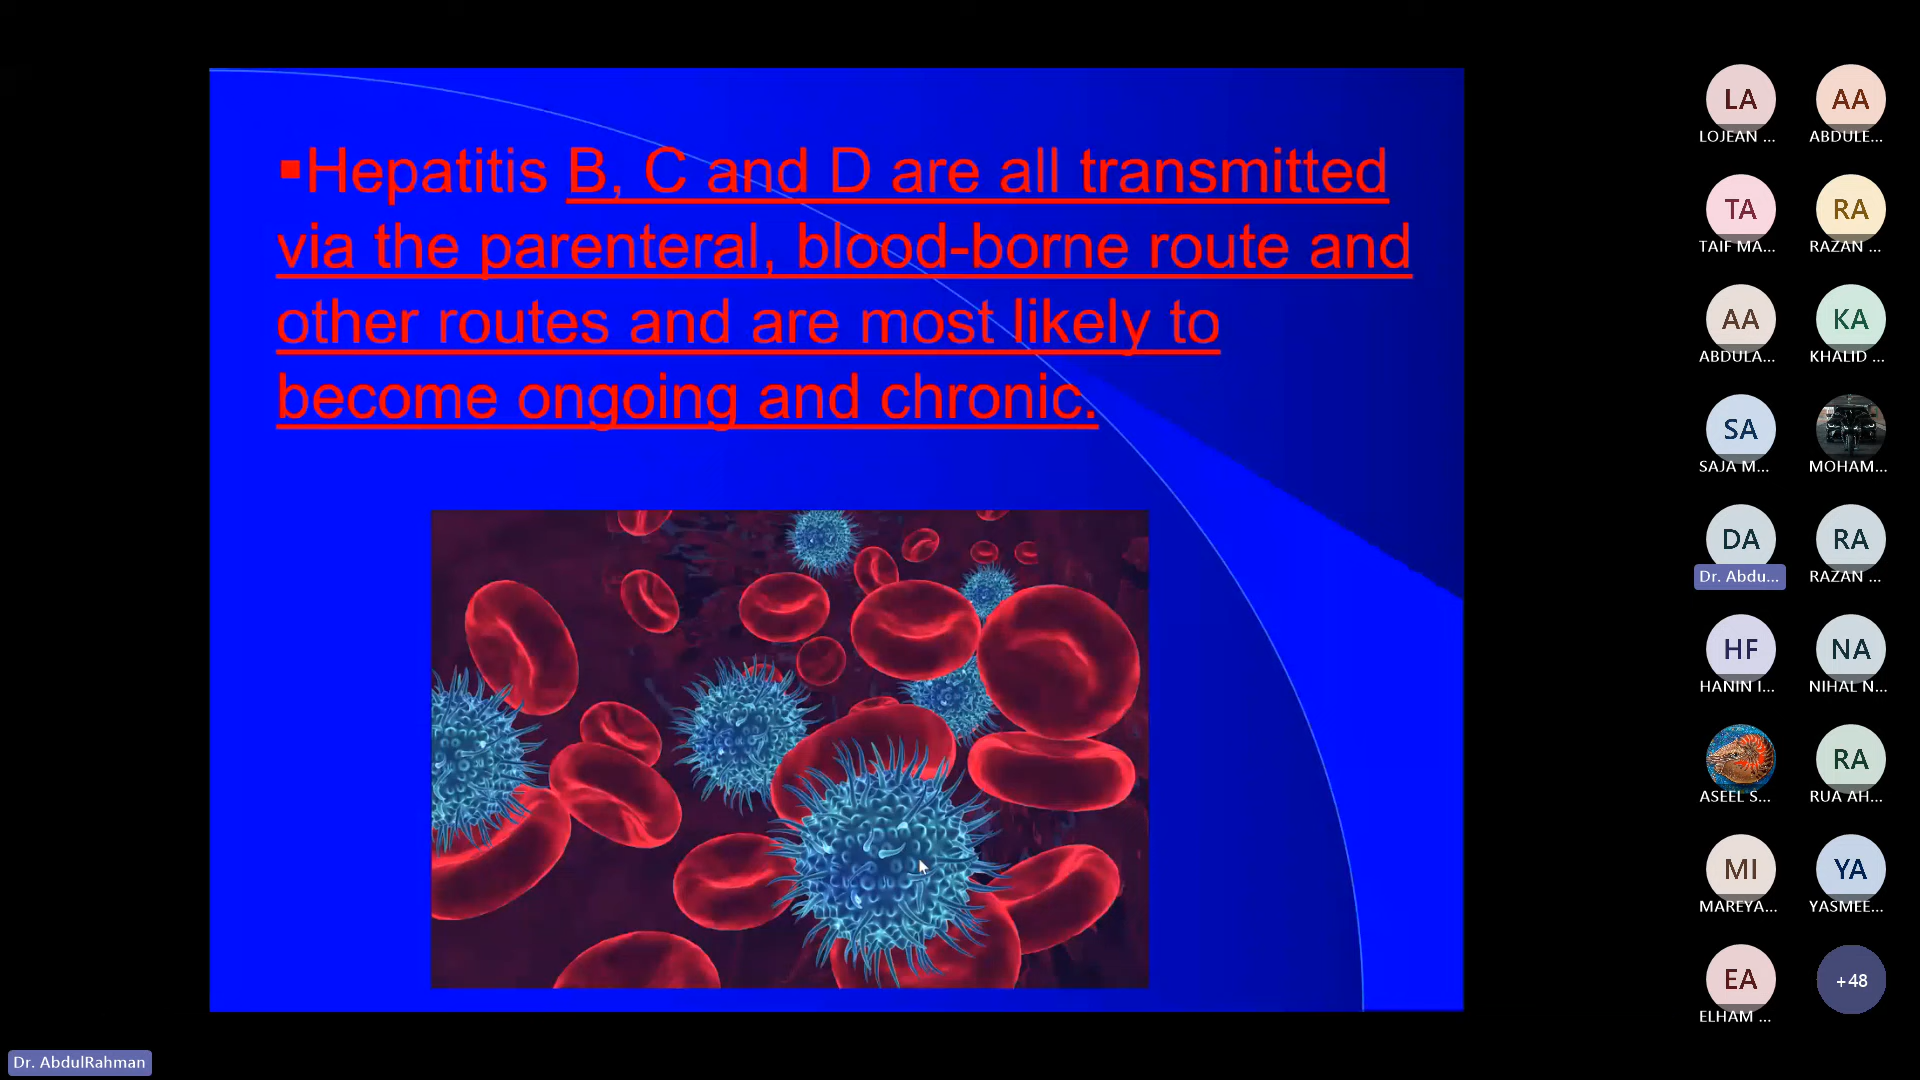 ▪Hepatitis B, C and D are all transmitted
via the parenteral, blood-borne route and
other routes and are most likely to
become ongoing and chronic.
LA
LOJEAN ...
AA
ABDULE...
TA
TAIF MA...
RA
RAZAN ...
AA
ABDULA...
KA
KHALID ...
SA
SAJA M...
MOHAM...
DA
Dr. Abdu...
RA
RAZAN ...
HF
HANIN I...
NA
NIHAL N...
ASEEL S...
RA
RUA AH...
MI
MAREYA...
YA
YASMEE...
EA
ELHAM ...
+48
Dr. AbdulRahman